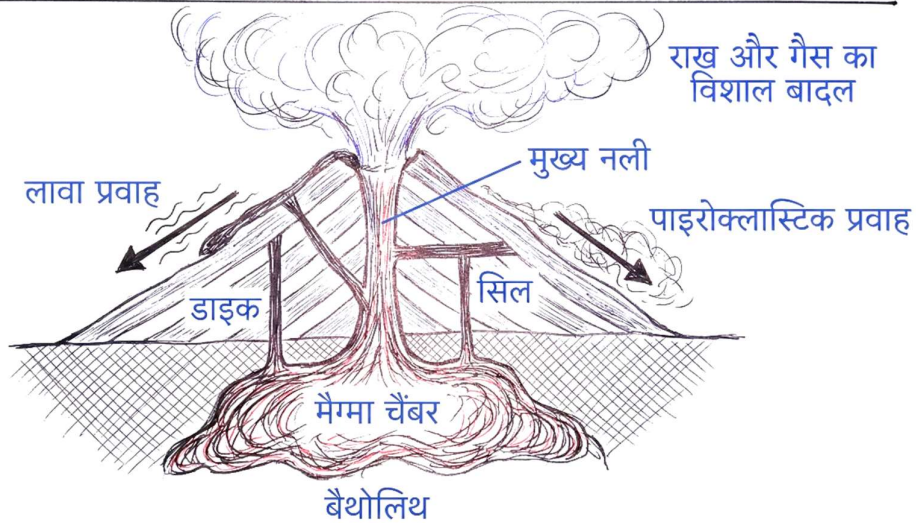 राख और गैस का
विशाल बादल
मुख्य नली
लावा प्रवाह
पाइरोक्लास्टिक प्रवाह
डाइक
सिल
मैग्मा चैंबर
बैथोलिथ